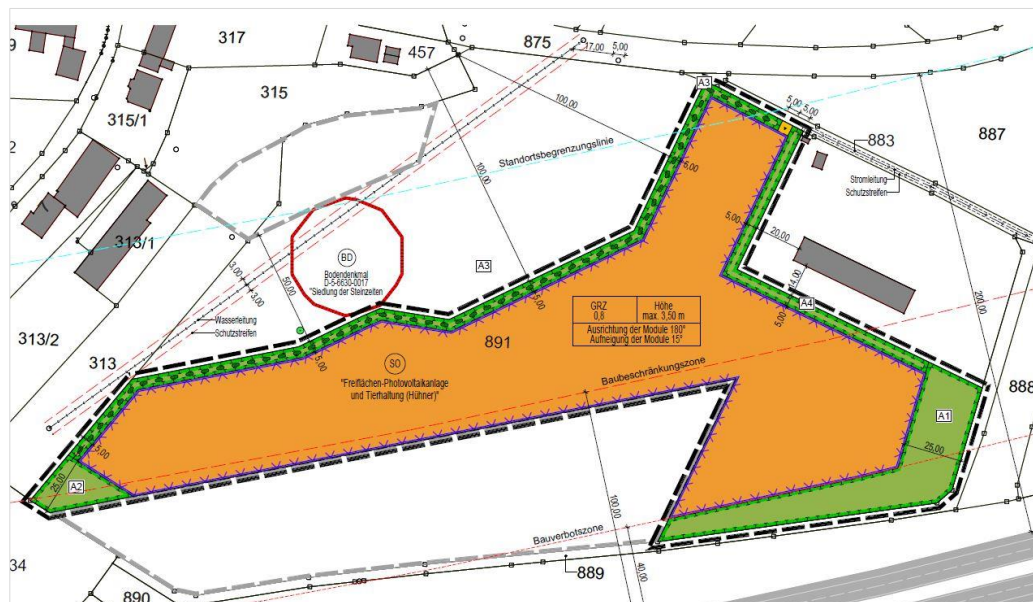 317
457
875
17,00
5,00
315
315/1
100,00
A3
5,00
5,00
883
887
Standortsbegrenzungslinie
Stromleitung
Schutzstreifen
100,00
5,00
313/1
BD
Bodendenkmal
D-5-6630-0017
"Siedlung der Steinzeiten
A3
5,00
20,00
14,00
3,00
3,00
50,00
Wasserleitung
Schutzstreifen
313/2
313
5,00
5,00
GRZ
0,8
Höhe
max. 3,50 m
Ausrichtung der Module 180°
Aufneigung der Module 15°
891
A4
5,00
200,00
SO
"Freiflächen-Photovoltaikanlage
und Tierhaltung (Hühner)"
Baubeschränkungszone
888
A1
25,00
5,00
25,00
A2
100,00
Bauverbotszone
40,00
34
889
890